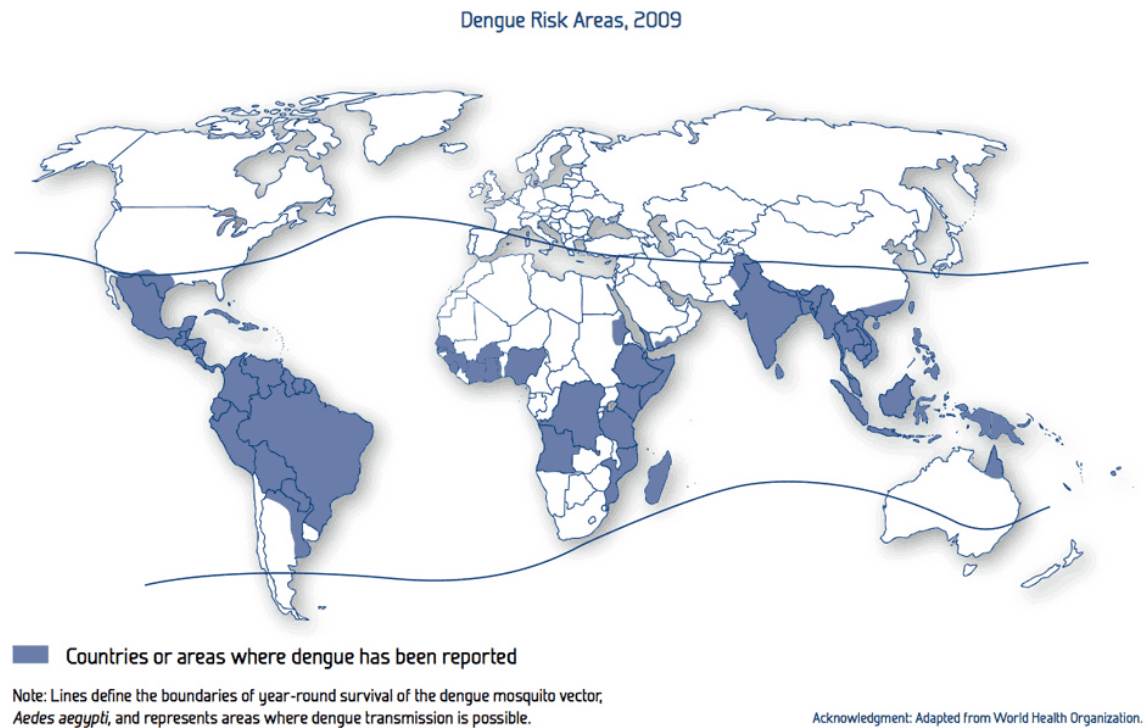 Dengue Risk Areas, 2009
Countries or areas where dengue has been reported
Note: Lines define the boundaries of year-round survival of the dengue mosquito vector,
Aedes aegypti, and represents areas where dengue transmission is possible.
Acknowledgment: Adapted from World Health Organization.